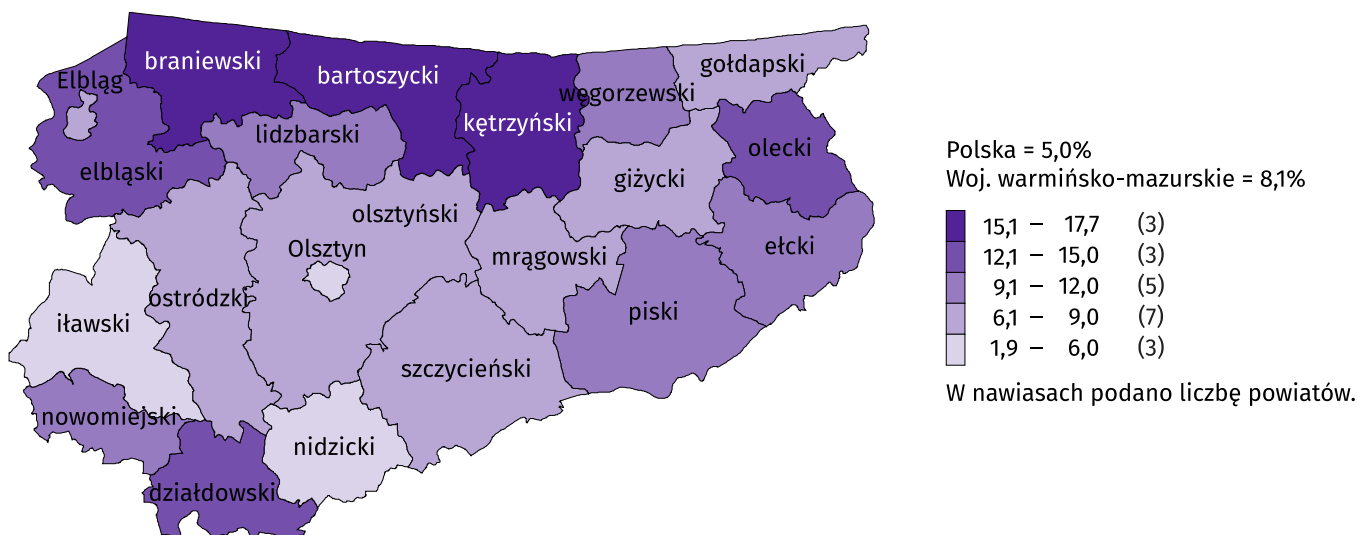 braniewski
bartoszycki
gołdapski
Elbląg
węgorzewski
kętrzyński
lidzbarski
olecki
elbląski
giżycki
olsztyński
Olsztyn
mrągowski
ełcki
ostródzki
iławski
piski
szczycieński
nowomiejski
nidzicki
działdowski
Polska = 5,0%
Woj. warmińsko-mazurskie = 8,1%
15,1 – 17,7 (3)
12,1 – 15,0 (3)
9,1 – 12,0 (5)
6,1 – 9,0 (7)
1,9 – 6,0 (3)
W nawiasach podano liczbę powiatów.